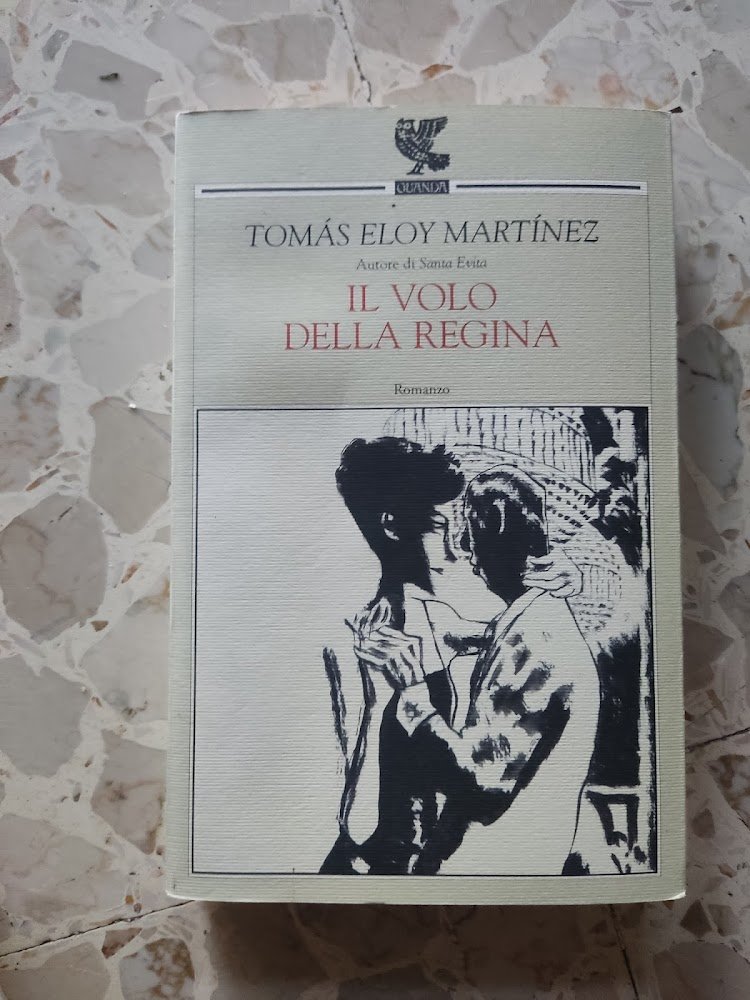 GUANDA
TOMÁS ELOY MARTÍNEZ
Autore di Santa Evita
IL VOLO
DELLA REGINA
Romanzo